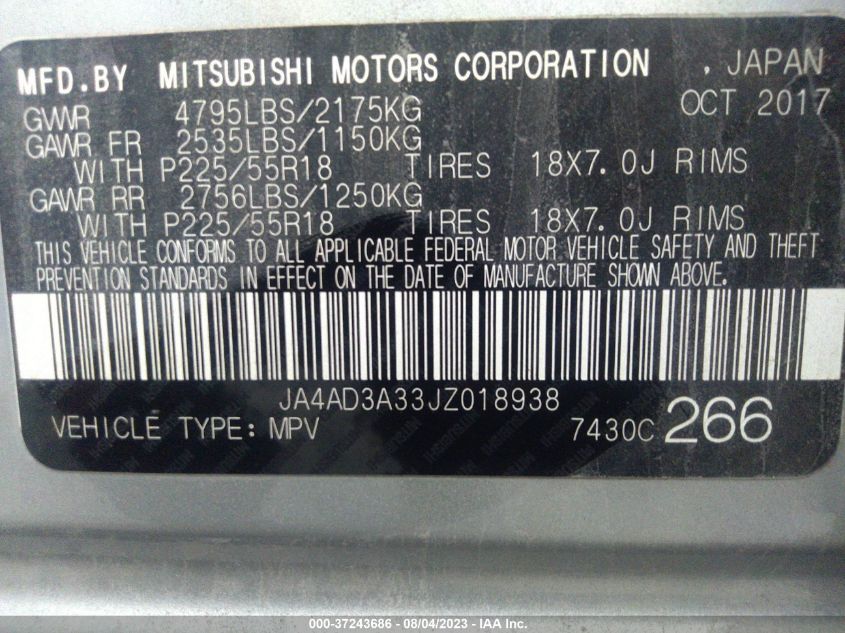 MFD.BY MITSUBISHI MOTORS CORPORATION , JAPAN
GVWR 4795LBS/2175KG OCT 2017
GAWR FR 2535LBS/1150KG
WITH P225/55R18 TIRES 18X7.0J RIMS
GAWR RR 2756LBS/1250KG
WITH P225/55R18 TIRES 18X7.0J RIMS
THIS VEHICLE CONFORMS TO ALL APPLICABLE FEDERAL MOTOR VEHICLE SAFETY AND THEFT
PREVENTION STANDARDS IN EFFECT ON THE DATE OF MANUFACTURE SHOWN ABOVE.
JA4AD3A33JZ018938
VEHICLE TYPE: MPV 7430C 266
000-37243686 - 08/04/2023 - IAA Inc.